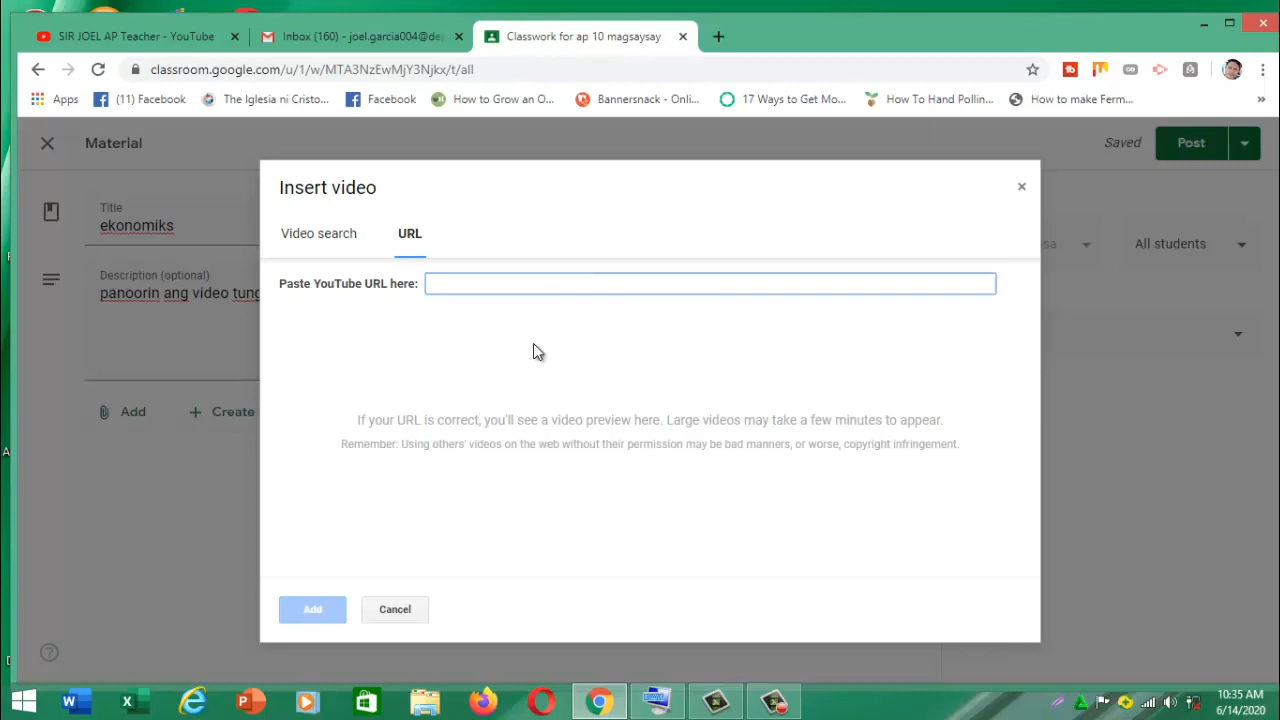 SIR JOEL AP Teacher - YouTube
Inbox (160) - joel.garcia004@de
Classwork for ap 10 magsaysay
classroom.google.com/u/1/w/MTA3NzEwMjY3Njkx/t/all
Apps
(11) Facebook
The Iglesia ni Cristo...
Facebook
How to Grow an O...
Bannersnack - Onli...
17 Ways to Get Mo...
How To Hand Pollin...
How to make Ferm...
Material
Saved
Post
Insert video
Video search
URL
Title
ekonomiks
sa
All students
Description (optional)
panoorin ang video tung
Paste YouTube URL here:
Add
Create
If your URL is correct, you'll see a video preview here. Large videos may take a few minutes to appear.
Remember: Using others' videos on the web without their permission may be bad manners, or worse, copyright infringement.
Add
Cancel
10:35 AM
6/14/2020